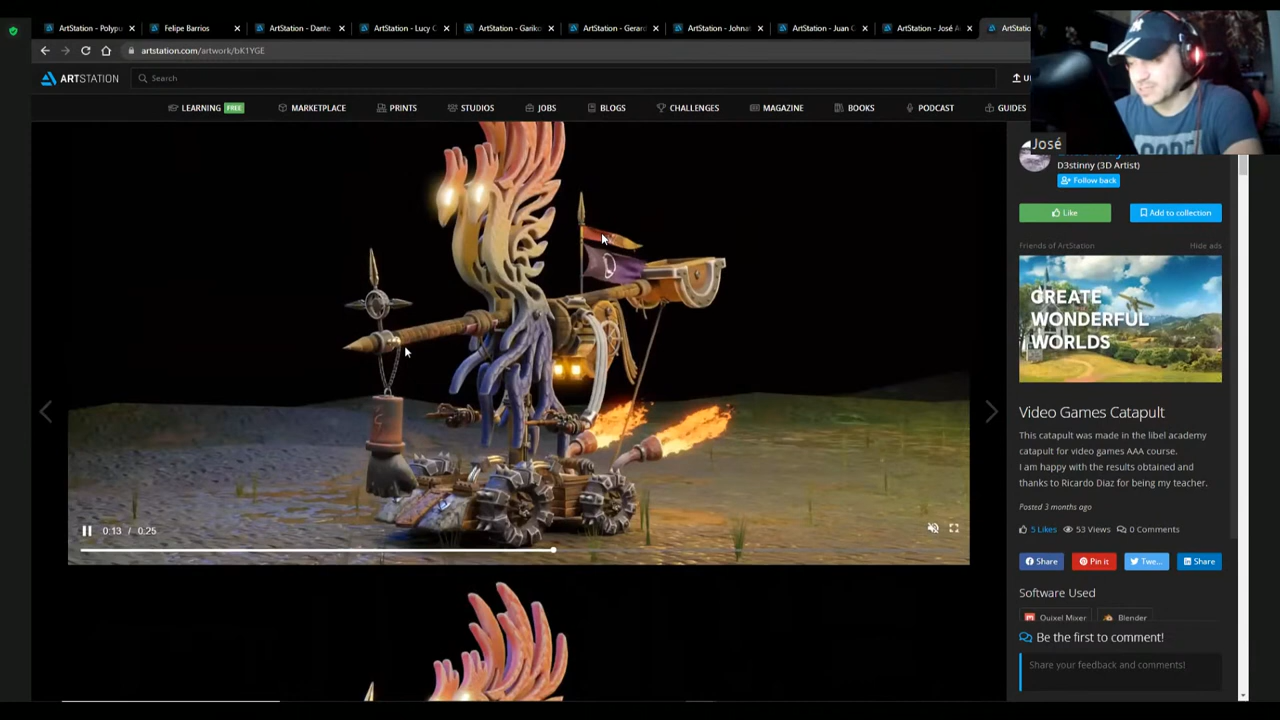 ArtStation - Polypu
Felipe Barrios
ArtStation - Dante
ArtStation - Lucy C
ArtStation - Gariko
ArtStation - Gerar
ArtStation - Johna
ArtStation - Juan C
ArtStation - José A
ArtStatio
artstation.com/artwork/bK1YGE
ARTSTATION
Search
LEARNING FREE
MARKETPLACE
PRINTS
STUDIOS
JOBS
BLOGS
CHALLENGES
MAGAZINE
BOOKS
PODCAST
GUIDES
José
D3stinny (3D Artist)
Follow back
Like
Add to collection
Friends of ArtStation
Hide ads
CREATE
WONDERFUL
WORLDS
Video Games Catapult
This catapult was made in the libel academy
catapult for video games AAA course.
I am happy with the results obtained and
thanks to Ricardo Diaz for being my teacher.
Posted 3 months ago
5 Likes 53 Views 0 Comments
Share
Pin it
Twe...
Share
Software Used
Quixel Mixer
Blender
Be the first to comment!
Share your feedback and comments!
0:13 / 0:25